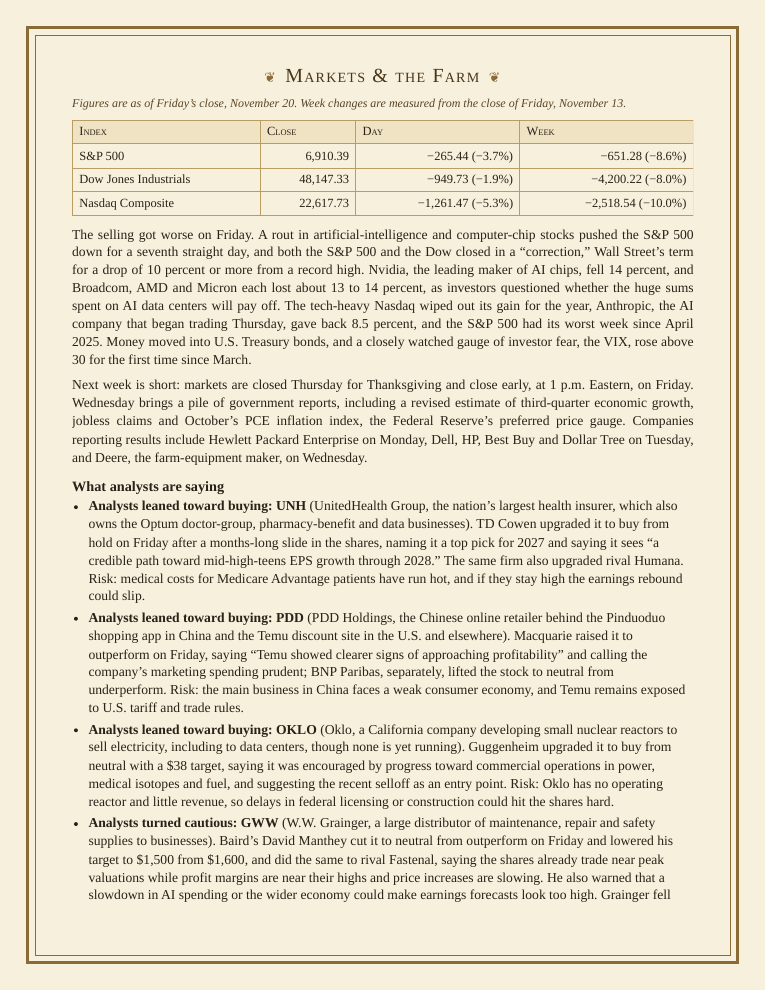 ❦ Markets & the Farm ❦
Figures are as of Friday’s close, November 20. Week changes are measured from the close of Friday, November 13.
Index Close Day Week
S&P 500 6,910.39 −265.44 (−3.7%) −651.28 (−8.6%)
Dow Jones Industrials 48,147.33 −949.73 (−1.9%) −4,200.22 (−8.0%)
Nasdaq Composite 22,617.73 −1,261.47 (−5.3%) −2,518.54 (−10.0%)
The selling got worse on Friday. A rout in artificial-intelligence and computer-chip stocks pushed the S&P 500
down for a seventh straight day, and both the S&P 500 and the Dow closed in a “correction,” Wall Street’s term
for a drop of 10 percent or more from a record high. Nvidia, the leading maker of AI chips, fell 14 percent, and
Broadcom, AMD and Micron each lost about 13 to 14 percent, as investors questioned whether the huge sums
spent on AI data centers will pay off. The tech-heavy Nasdaq wiped out its gain for the year, Anthropic, the AI
company that began trading Thursday, gave back 8.5 percent, and the S&P 500 had its worst week since April
2025. Money moved into U.S. Treasury bonds, and a closely watched gauge of investor fear, the VIX, rose above
30 for the first time since March.
Next week is short: markets are closed Thursday for Thanksgiving and close early, at 1 p.m. Eastern, on Friday.
Wednesday brings a pile of government reports, including a revised estimate of third-quarter economic growth,
jobless claims and October’s PCE inflation index, the Federal Reserve’s preferred price gauge. Companies
reporting results include Hewlett Packard Enterprise on Monday, Dell, HP, Best Buy and Dollar Tree on Tuesday,
and Deere, the farm-equipment maker, on Wednesday.
What analysts are saying
• Analysts leaned toward buying: UNH (UnitedHealth Group, the nation’s largest health insurer, which also
owns the Optum doctor-group, pharmacy-benefit and data businesses). TD Cowen upgraded it to buy from
hold on Friday after a months-long slide in the shares, naming it a top pick for 2027 and saying it sees “a
credible path toward mid-high-teens EPS growth through 2028.” The same firm also upgraded rival Humana.
Risk: medical costs for Medicare Advantage patients have run hot, and if they stay high the earnings rebound
could slip.
• Analysts leaned toward buying: PDD (PDD Holdings, the Chinese online retailer behind the Pinduoduo
shopping app in China and the Temu discount site in the U.S. and elsewhere). Macquarie raised it to
outperform on Friday, saying “Temu showed clearer signs of approaching profitability” and calling the
company’s marketing spending prudent; BNP Paribas, separately, lifted the stock to neutral from
underperform. Risk: the main business in China faces a weak consumer economy, and Temu remains exposed
to U.S. tariff and trade rules.
• Analysts leaned toward buying: OKLO (Oklo, a California company developing small nuclear reactors to
sell electricity, including to data centers, though none is yet running). Guggenheim upgraded it to buy from
neutral with a $38 target, saying it was encouraged by progress toward commercial operations in power,
medical isotopes and fuel, and suggesting the recent selloff as an entry point. Risk: Oklo has no operating
reactor and little revenue, so delays in federal licensing or construction could hit the shares hard.
• Analysts turned cautious: GWW (W.W. Grainger, a large distributor of maintenance, repair and safety
supplies to businesses). Baird’s David Manthey cut it to neutral from outperform on Friday and lowered his
target to $1,500 from $1,600, and did the same to rival Fastenal, saying the shares already trade near peak
valuations while profit margins are near their highs and price increases are slowing. He also warned that a
slowdown in AI spending or the wider economy could make earnings forecasts look too high. Grainger fell